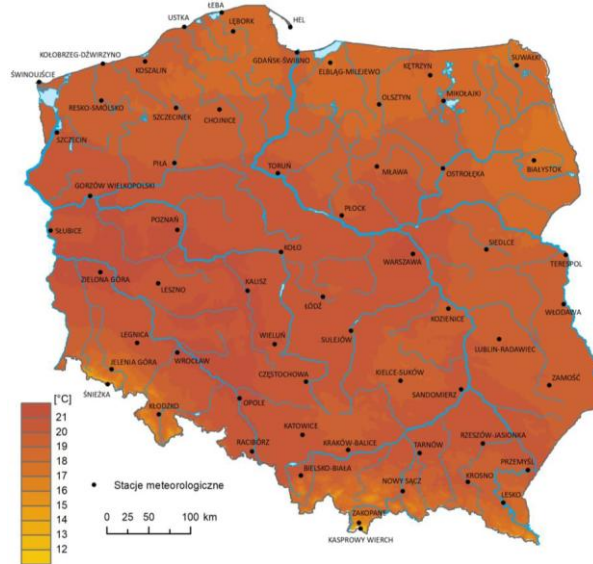 ŁEBA
USTKA
LĘBORK
HEL
KOŁOBRZEG-DŹWIRZYNO
KOSZALIN
GDAŃSK-ŚWIBNO
ELBLĄG-MILEJEWO
KĘTRZYN
SUWAŁKI
ŚWINOUJŚCIE
RESKO-SMÓLSKO
SZCZECINEK
CHOJNICE
OLSZTYN
MIKOŁAJKI
SZCZECIN
PIŁA
TORUŃ
MŁAWA
OSTROŁĘKA
BIAŁYSTOK
GORZÓW WIELKOPOLSKI
PŁOCK
SŁUBICE
POZNAŃ
KOŁO
WARSZAWA
SIEDLCE
TERESPOL
ZIELONA GÓRA
LESZNO
KALISZ
ŁÓDŹ
KOZIENICE
WŁODAWA
LEGNICA
WROCŁAW
WIELUŃ
SULEJÓW
LUBLIN-RADAWIEC
JELENIA GÓRA
ŚNIEŻKA
CZĘSTOCHOWA
KIELCE-SUKÓW
SANDOMIERZ
ZAMOŚĆ
KŁODZKO
OPOLE
KATOWICE
RACIBÓRZ
KRAKÓW-BALICE
TARNÓW
RZESZÓW-JASIONKA
PRZEMYŚL
BIELSKO-BIAŁA
NOWY SĄCZ
KROSNO
LESKO
ZAKOPANE
KASPROWY WIERCH
[°C]
21
20
19
18
17
16
15
14
13
12
Stacje meteorologiczne
0 50 100 km